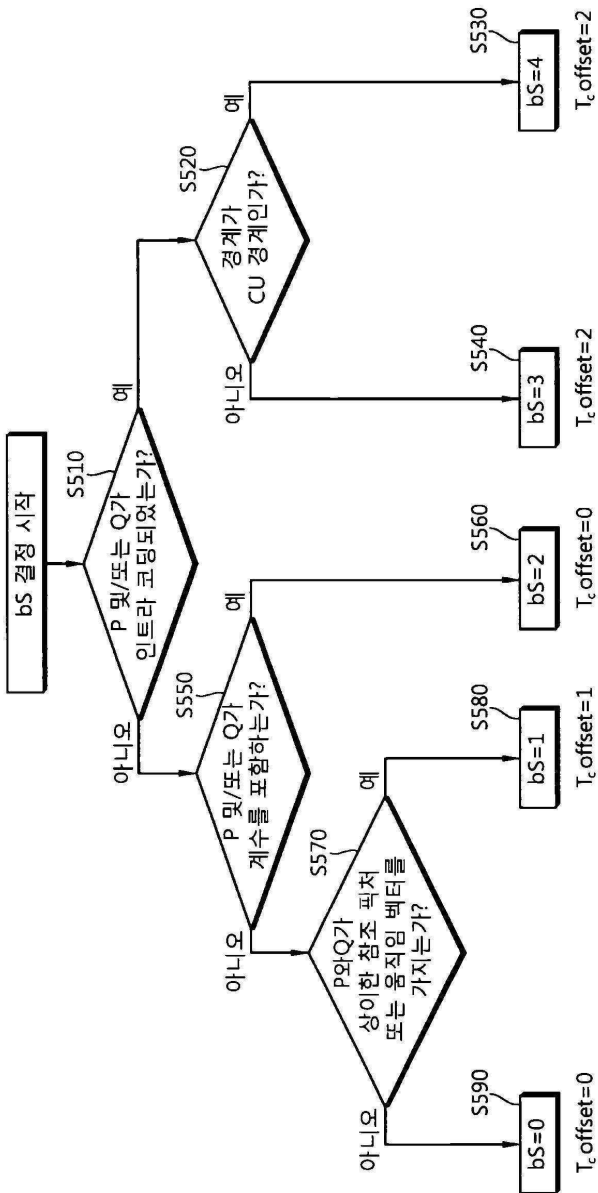 bS 결정 시작
S510
P 및/또는 Q가
인트라 코딩되었는가?
아니오
예
S550
P 및/또는 Q가
계수를 포함하는가?
S520
경계가
CU 경계인가?
아니오
예
아니오
예
S570
P와Q가
상이한 참조 픽처
또는 움직임 벡터를
가지는가?
아니오
예
S590
bS=0
Tc offset=0
S580
bS=1
Tc offset=1
S560
bS=2
Tc offset=0
S540
bS=3
Tc offset=2
S530
bS=4
Tc offset=2